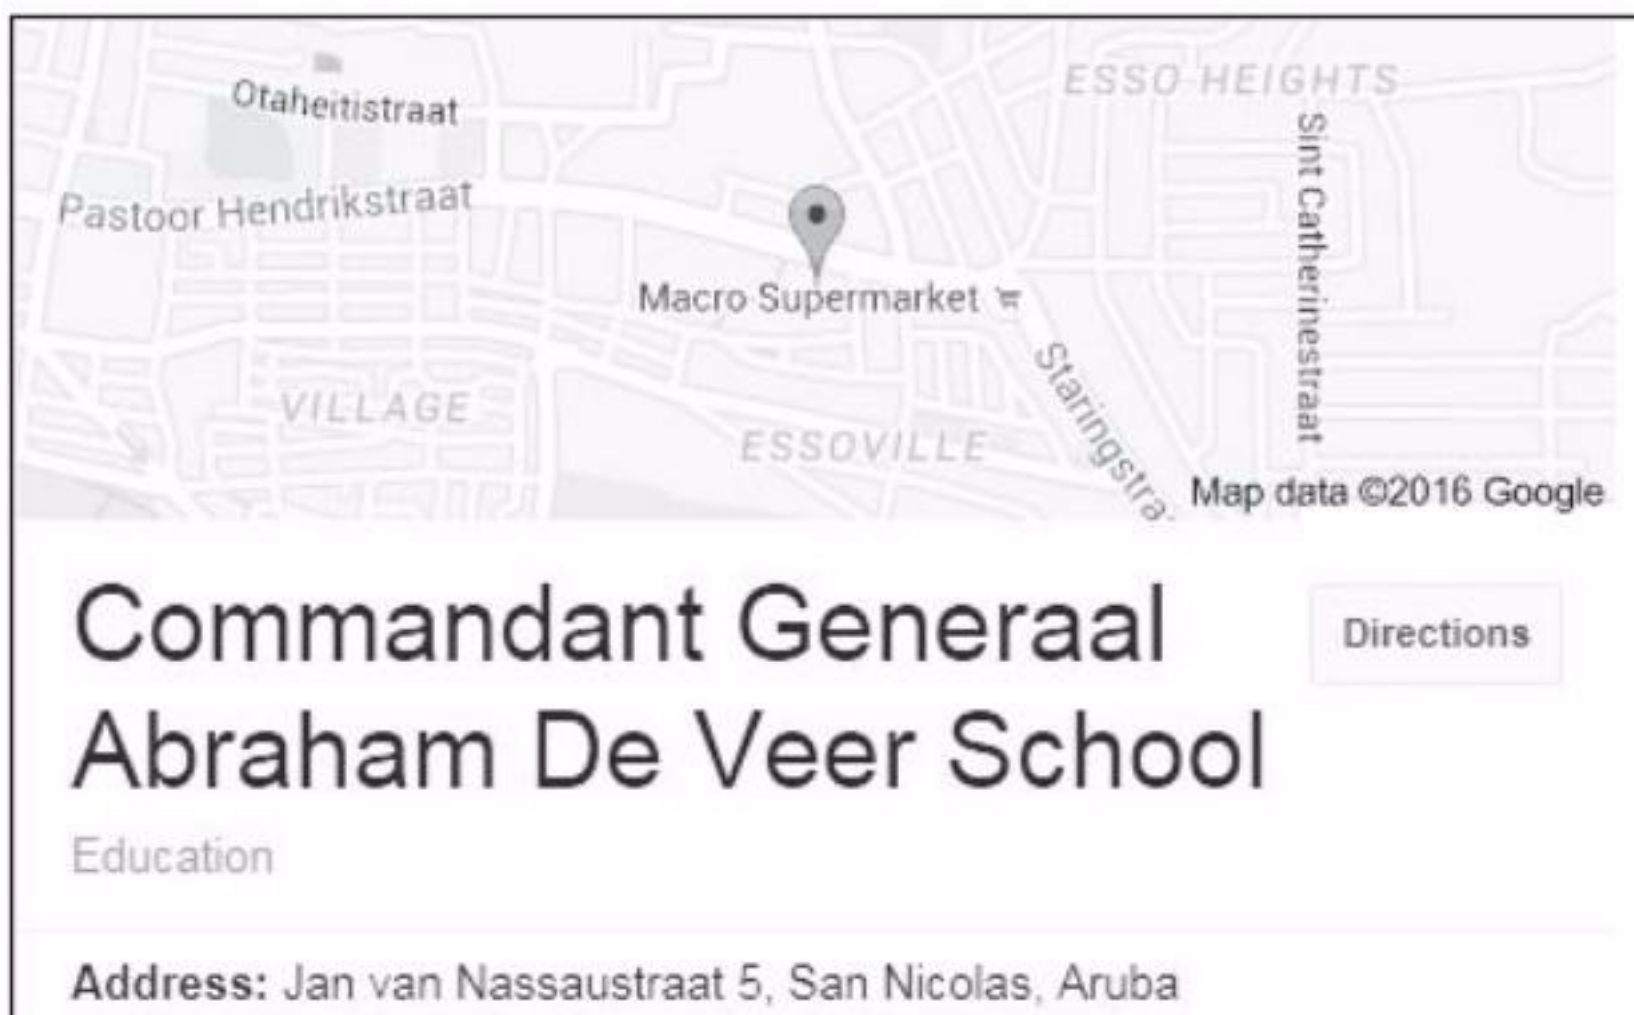 Otaheitistraat
ESSO HEIGHTS
Sint Catherinestraat
Pastoor Hendrikstraat
Macro Supermarket
VILLAGE
ESSOVILLE
Staringstra
Map data ©2016 Google
Commandant Generaal
Abraham De Veer School
Directions
Education
Address: Jan van Nassaustraat 5, San Nicolas, Aruba